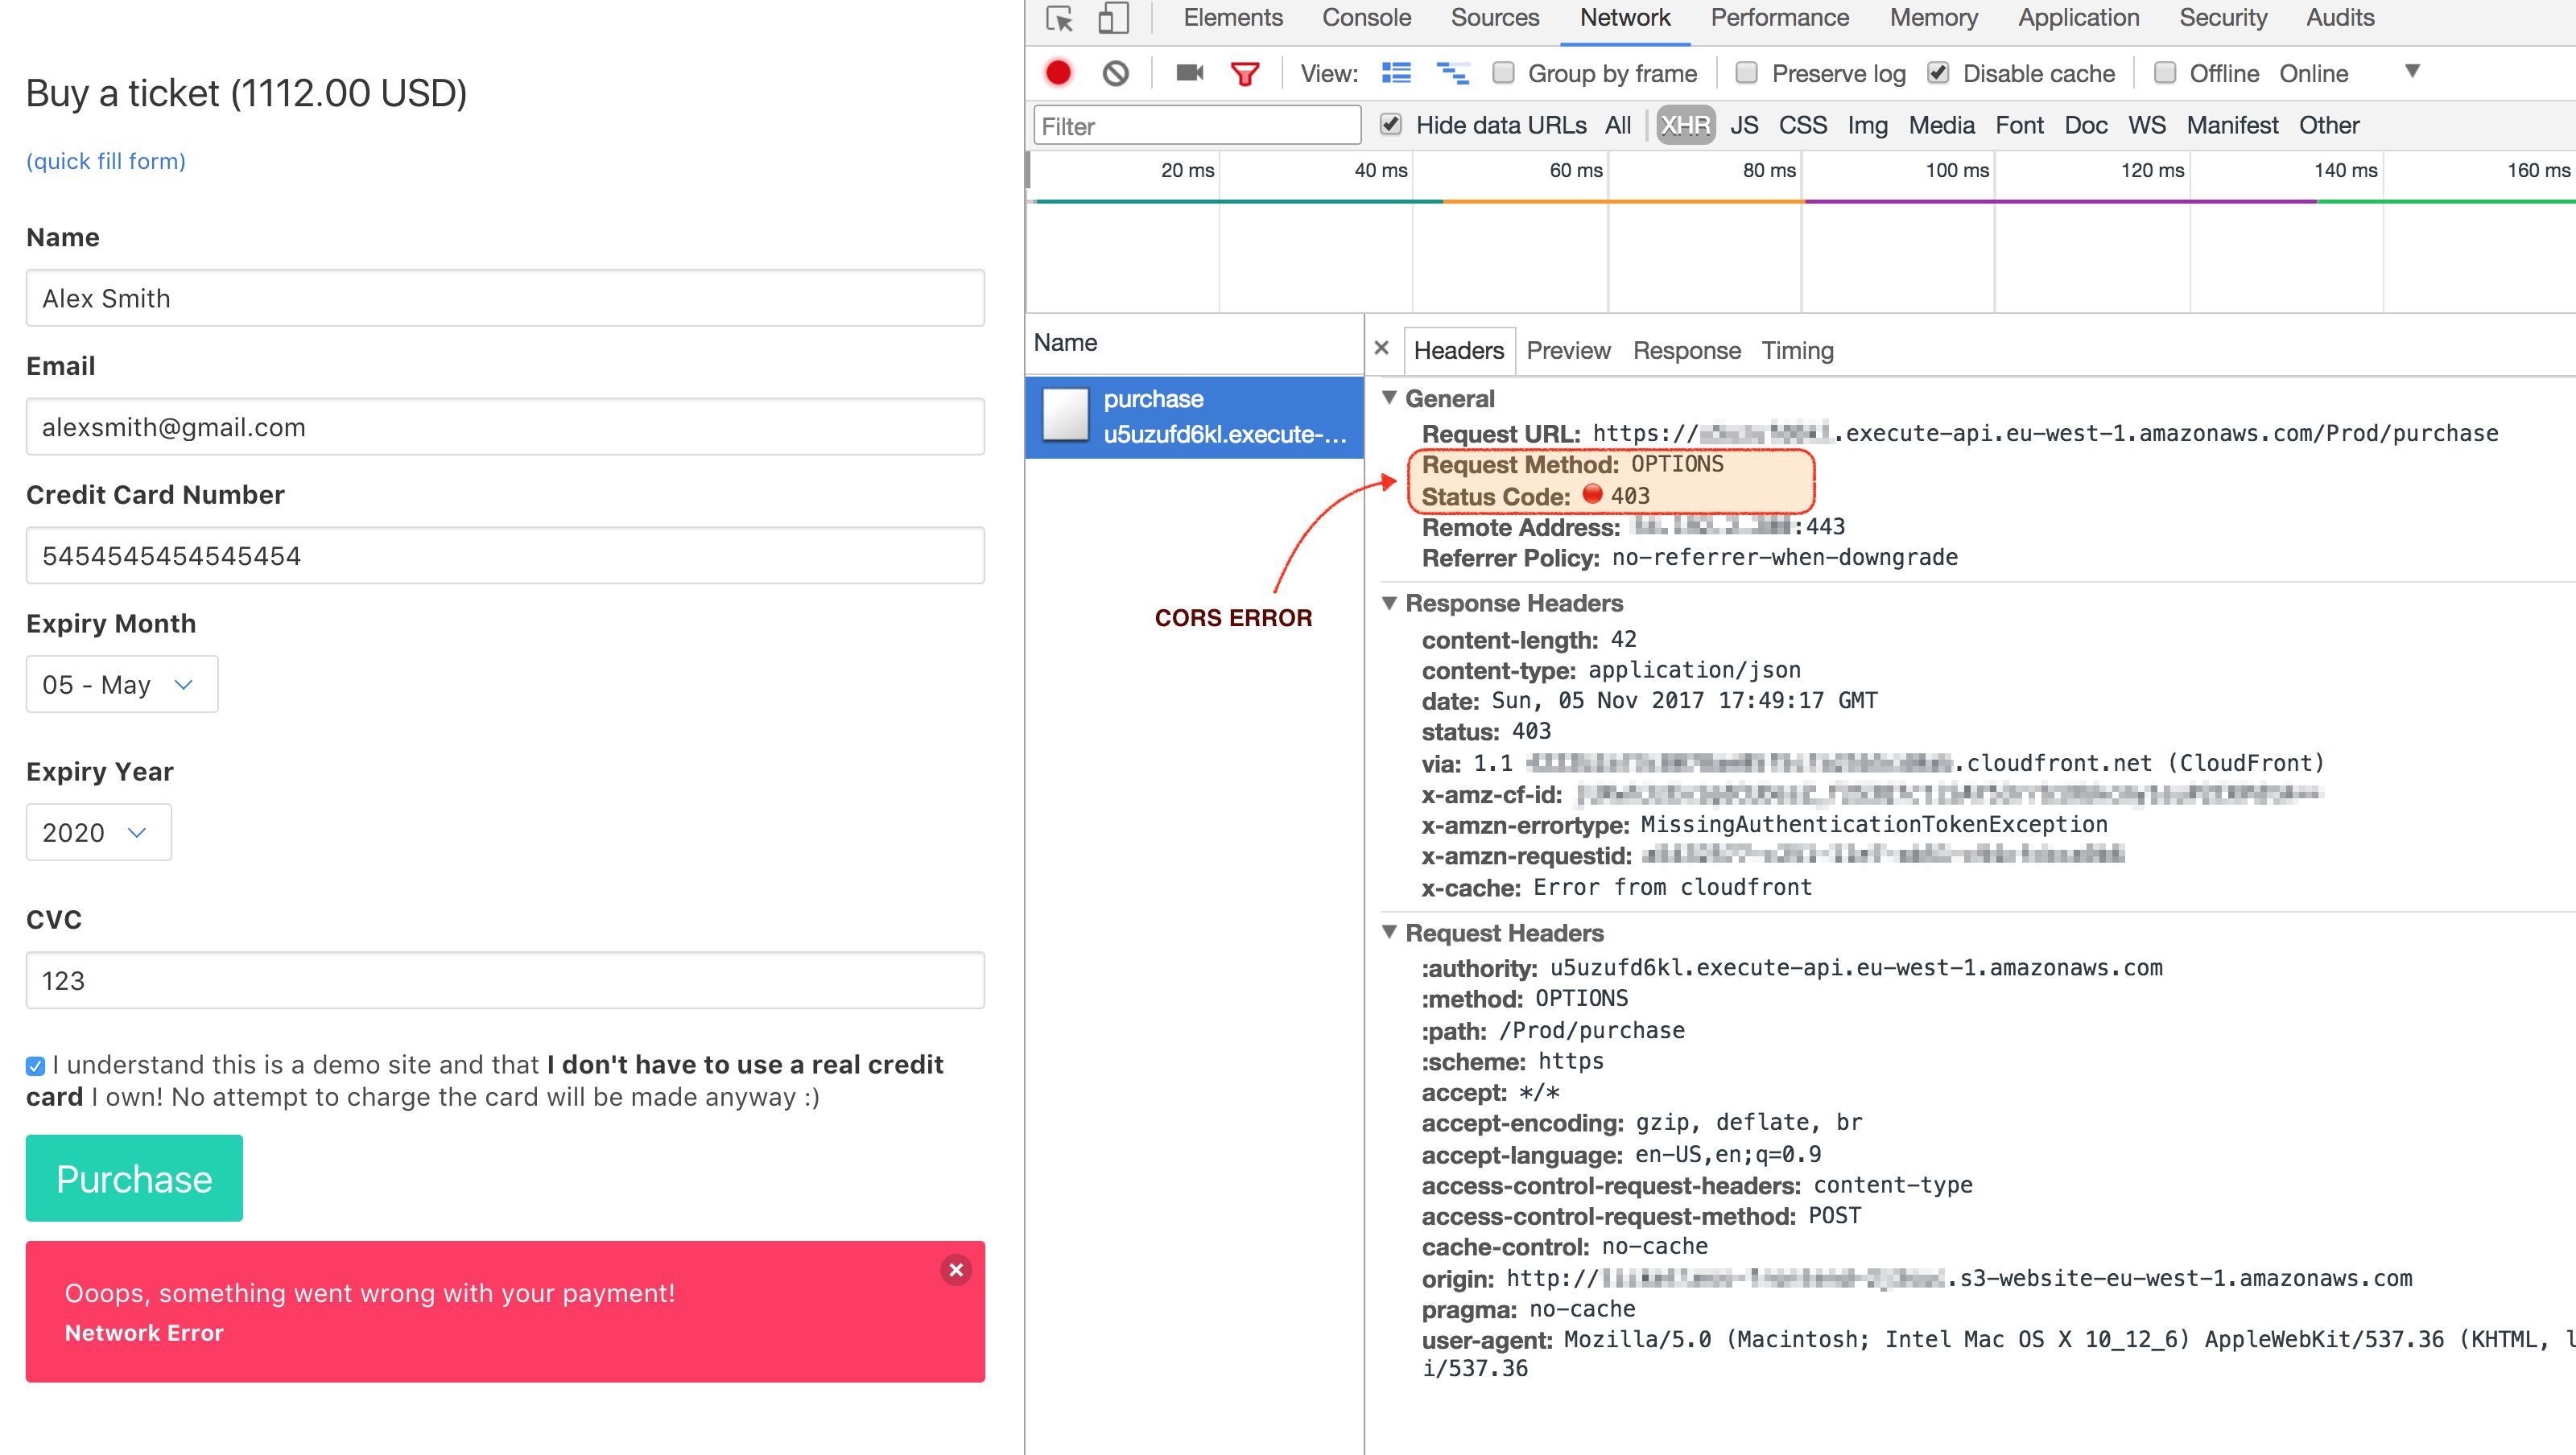 Buy a ticket (1112.00 USD)
(quick fill form)
Name
Alex Smith
Email
alexsmith@gmail.com
Credit Card Number
5454545454545454
Expiry Month
05 - May
Expiry Year
2020
CVC
123
I understand this is a demo site and that I don't have to use a real credit
card I own! No attempt to charge the card will be made anyway :)
Purchase
Ooops, something went wrong with your payment!
Network Error
Elements Console Sources Network Performance Memory Application Security Audits
View: Group by frame Preserve log Disable cache Offline Online
Filter Hide data URLs All XHR JS CSS Img Media Font Doc WS Manifest Other
20 ms 40 ms 60 ms 80 ms 100 ms 120 ms 140 ms 160 ms
Name
purchase
u5uzufd6kl.execute-...
CORS ERROR
Headers Preview Response Timing
General
Request URL: https:// .execute-api.eu-west-1.amazonaws.com/Prod/purchase
Request Method: OPTIONS
Status Code: 403
Remote Address: :443
Referrer Policy: no-referrer-when-downgrade
Response Headers
content-length: 42
content-type: application/json
date: Sun, 05 Nov 2017 17:49:17 GMT
status: 403
via: 1.1 .cloudfront.net (CloudFront)
x-amz-cf-id:
x-amzn-errortype: MissingAuthenticationTokenException
x-amzn-requestid:
x-cache: Error from cloudfront
Request Headers
:authority: u5uzufd6kl.execute-api.eu-west-1.amazonaws.com
:method: OPTIONS
:path: /Prod/purchase
:scheme: https
accept: */*
accept-encoding: gzip, deflate, br
accept-language: en-US,en;q=0.9
access-control-request-headers: content-type
access-control-request-method: POST
cache-control: no-cache
origin: http:// .s3-website-eu-west-1.amazonaws.com
pragma: no-cache
user-agent: Mozilla/5.0 (Macintosh; Intel Mac OS X 10_12_6) AppleWebKit/537.36 (KHTML, l
i/537.36